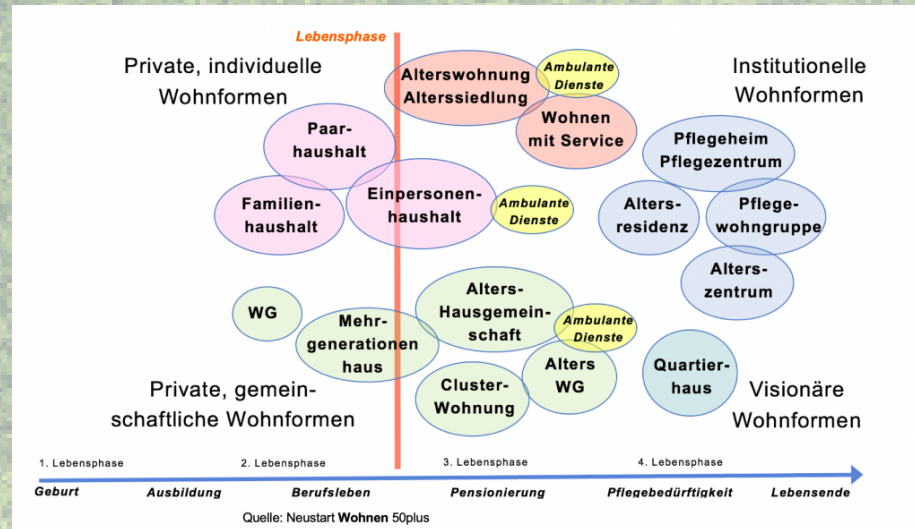 Lebensphase
Private, individuelle
Wohnformen
Alterswohnung
Alterssiedlung
Ambulante
Dienste
Institutionelle
Wohnformen
Wohnen
mit Service
Paar-
haushalt
Pflegeheim
Pflegezentrum
Familien-
haushalt
Einpersonen-
haushalt
Ambulante
Dienste
Alters-
residenz
Pflege-
wohngruppe
Alters-
zentrum
WG
Mehr-
generationen
haus
Alters-
Hausgemein-
schaft
Ambulante
Dienste
Alters
WG
Cluster-
Wohnung
Quartier-
haus
Private, gemein-
schaftliche Wohnformen
Visionäre
Wohnformen
1. Lebensphase
2. Lebensphase
3. Lebensphase
4. Lebensphase
Geburt
Ausbildung
Berufsleben
Pensionierung
Pflegebedürftigkeit
Lebensende
Quelle: Neustart Wohnen 50plus